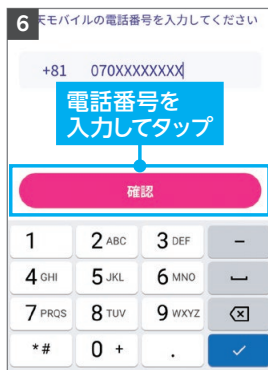 6
天モバイルの電話番号を入力してください
+81 070XXXXXXXX
電話番号を
入力してタップ
確認
1 2 ABC 3 DEF −
4 GHI 5 JKL 6 MNO
7 PRQS 8 TUV 9 WXYZ
*# 0 + .